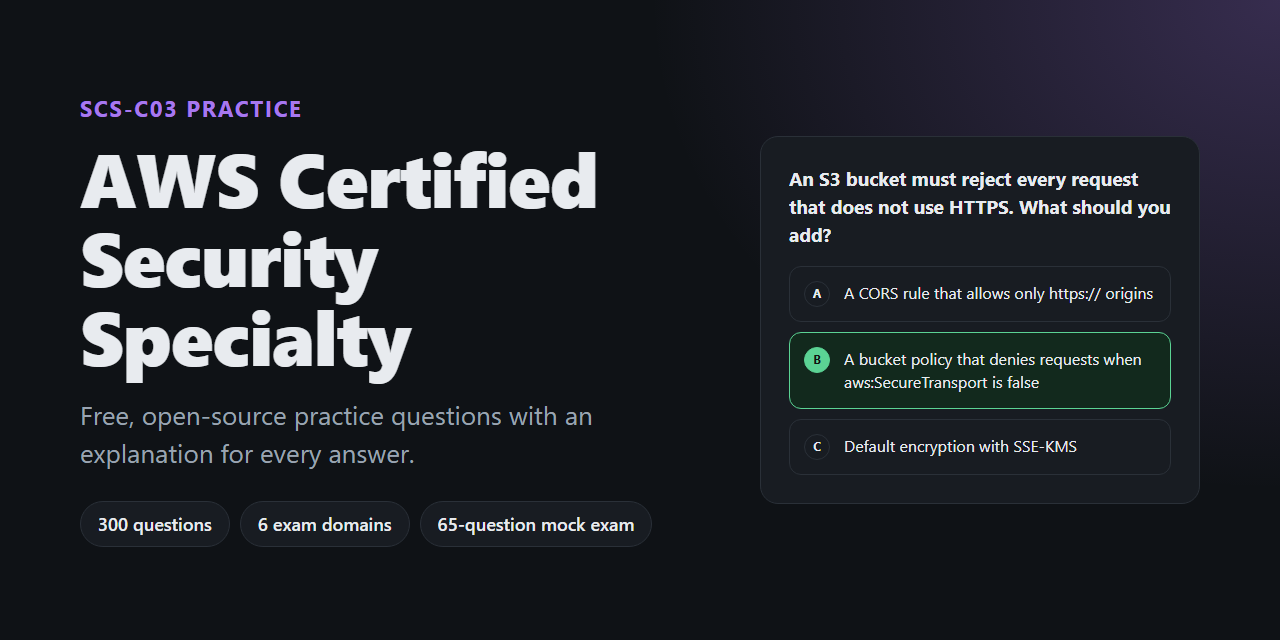 SCS-C03 PRACTICE
AWS Certified
Security
Specialty
Free, open-source practice questions with an
explanation for every answer.
300 questions
6 exam domains
65-question mock exam
An S3 bucket must reject every request
that does not use HTTPS. What should you
add?
A A CORS rule that allows only https:// origins
B A bucket policy that denies requests when
aws:SecureTransport is false
C Default encryption with SSE-KMS